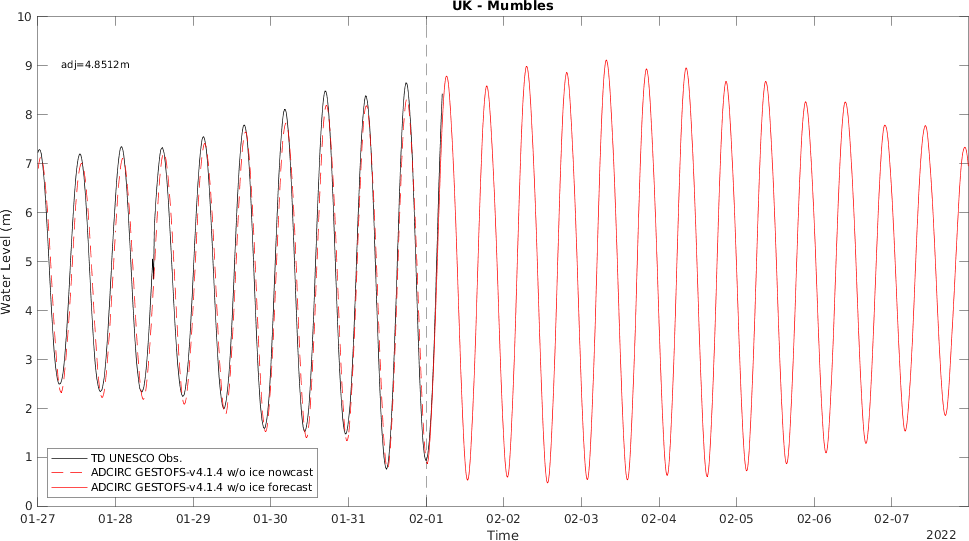 UK - Mumbles
10
9
8
7
6
5
4
3
2
1
0
Water Level (m)
adj=4.8512m
TD UNESCO Obs.
ADCIRC GESTOFS-v4.1.4 w/o ice nowcast
ADCIRC GESTOFS-v4.1.4 w/o ice forecast
01-27 01-28 01-29 01-30 01-31 02-01 02-02 02-03 02-04 02-05 02-06 02-07
Time
2022